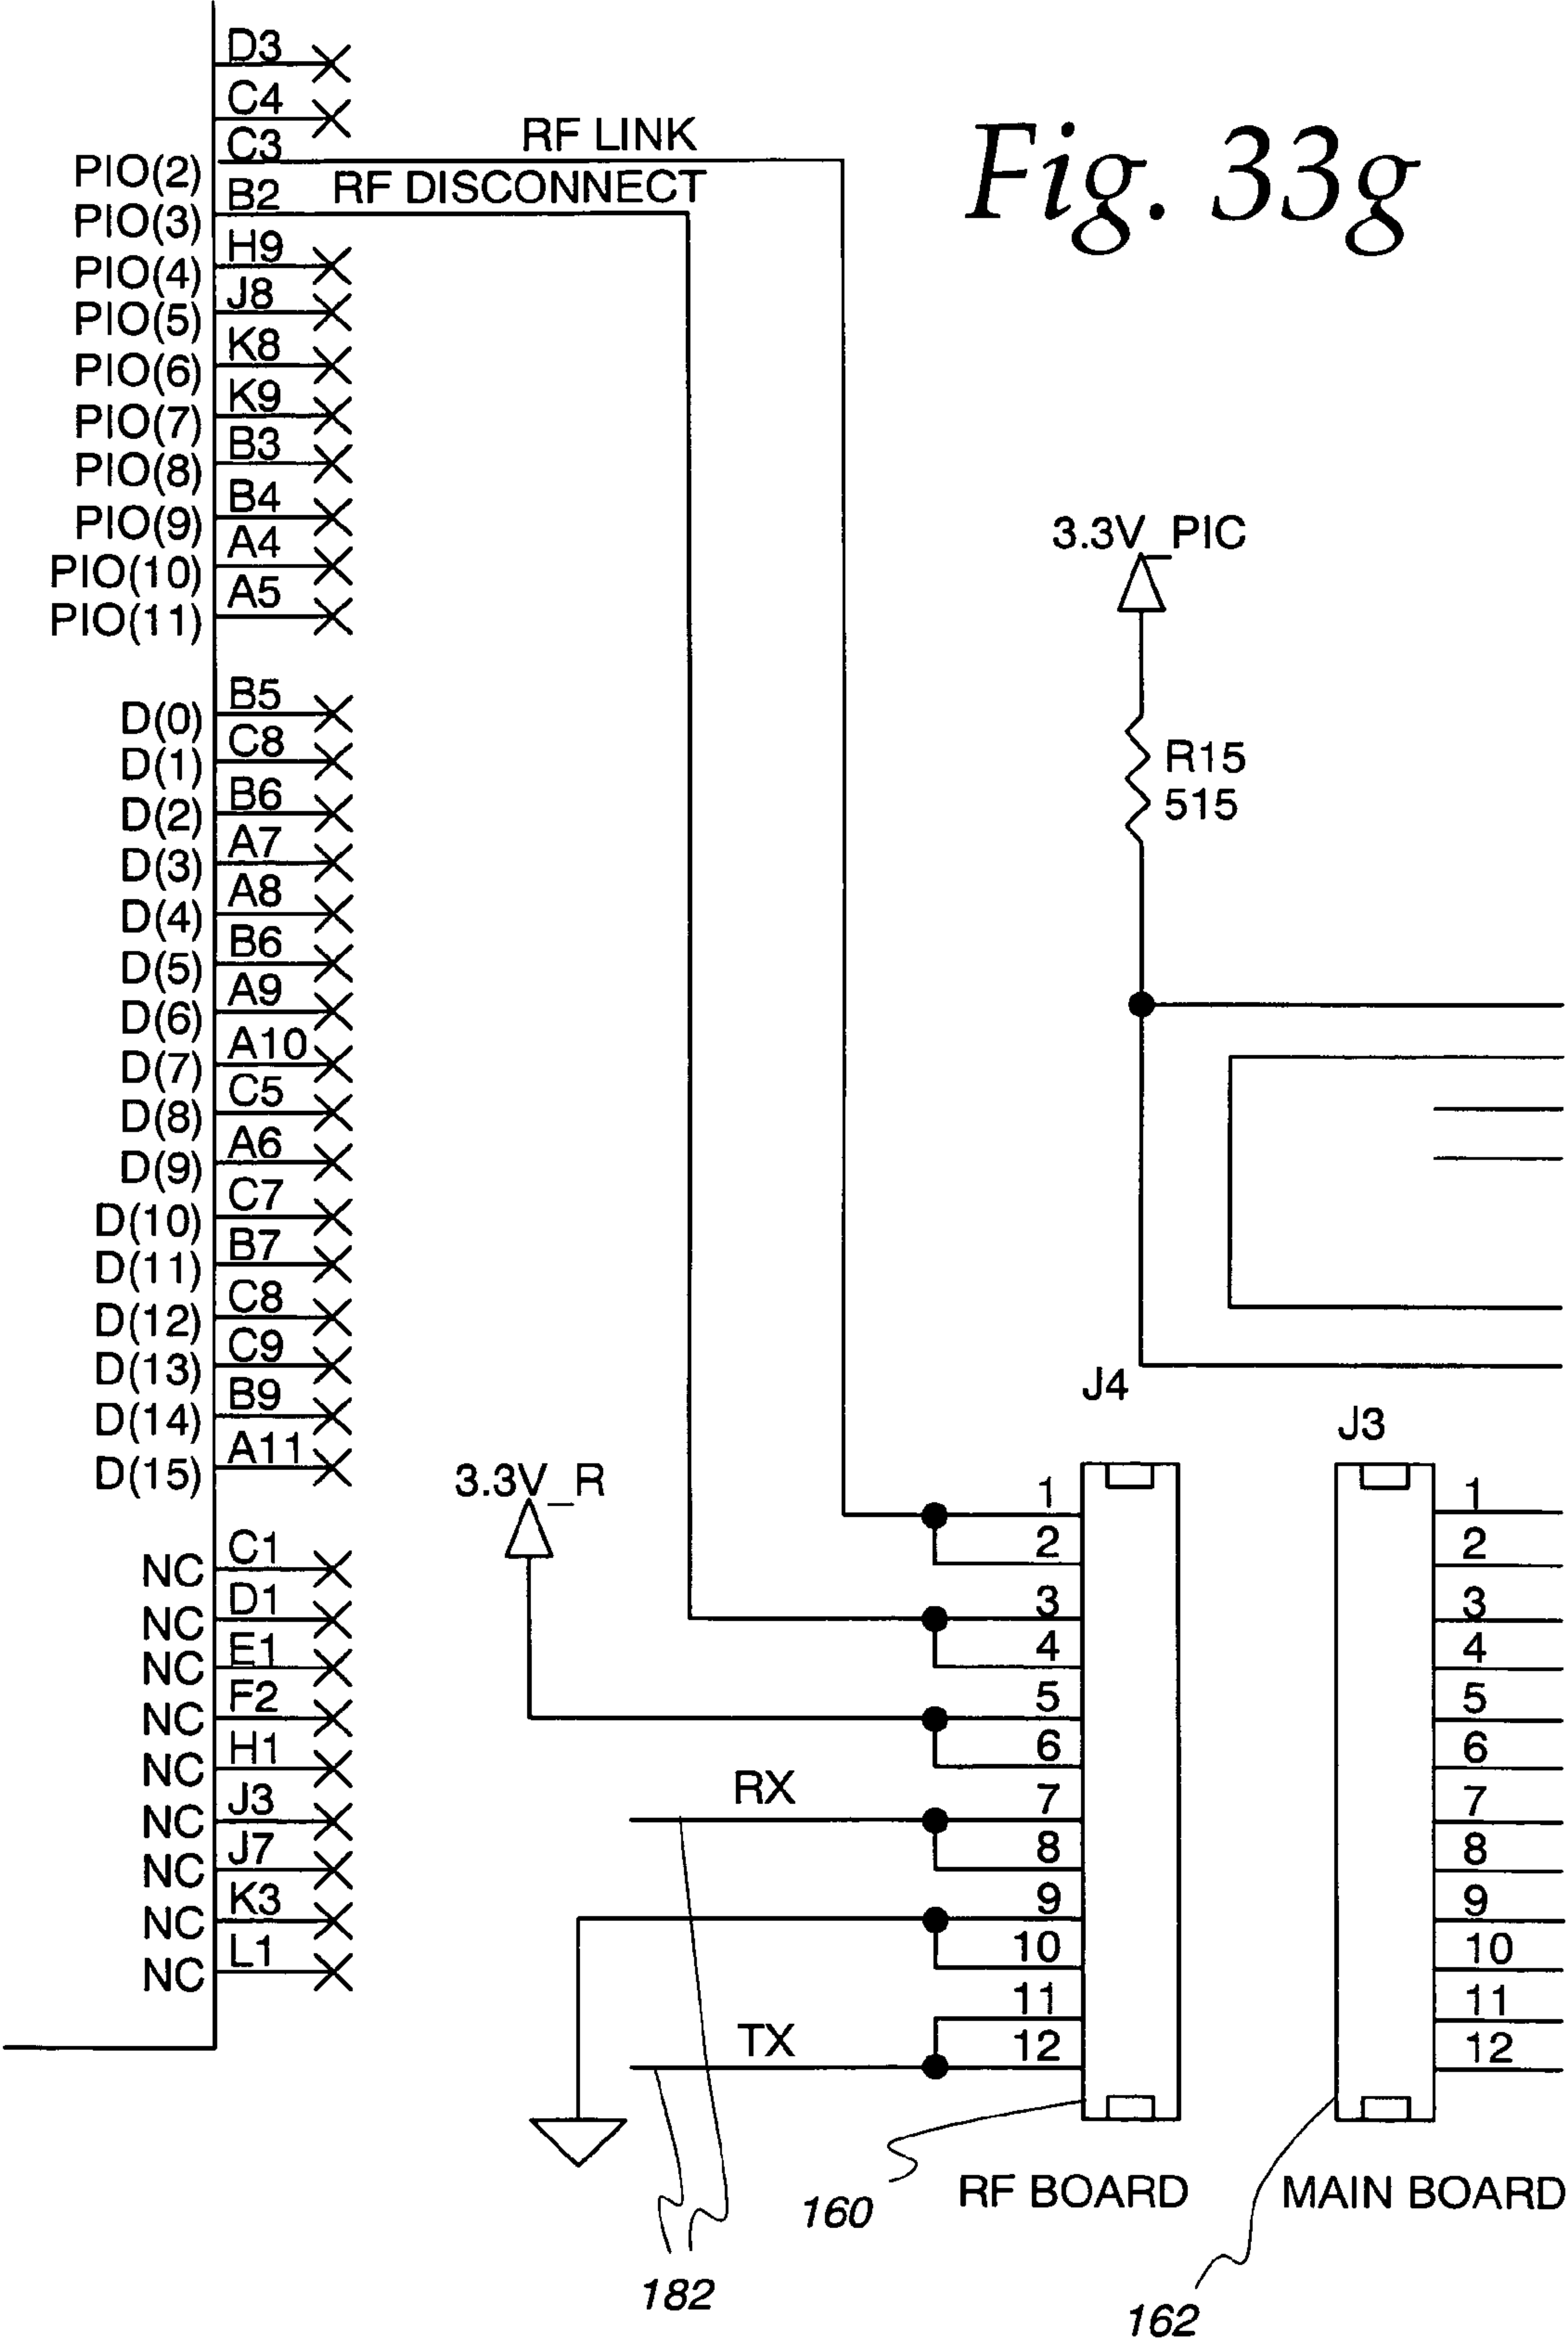 Fig. 33g
D3
C4
PIO(2) C3 RF LINK
PIO(3) B2 RF DISCONNECT
PIO(4) H9
PIO(5) J8
PIO(6) K8
PIO(7) K9
PIO(8) B3
PIO(9) B4
PIO(10) A4
PIO(11) A5
D(0) B5
D(1) C8
D(2) B6
D(3) A7
D(4) A8
D(5) B6
D(6) A9
D(7) A10
D(8) C5
D(9) A6
D(10) C7
D(11) B7
D(12) C8
D(13) C9
D(14) B9
D(15) A11
NC C1
NC D1
NC E1
NC F2
NC H1
NC J3
NC J7
NC K3
NC L1
3.3V_PIC
R15
515
3.3V_R
RX
TX
J4
1
2
3
4
5
6
7
8
9
10
11
12
J3
1
2
3
4
5
6
7
8
9
10
11
12
RF BOARD
MAIN BOARD
160
182
162